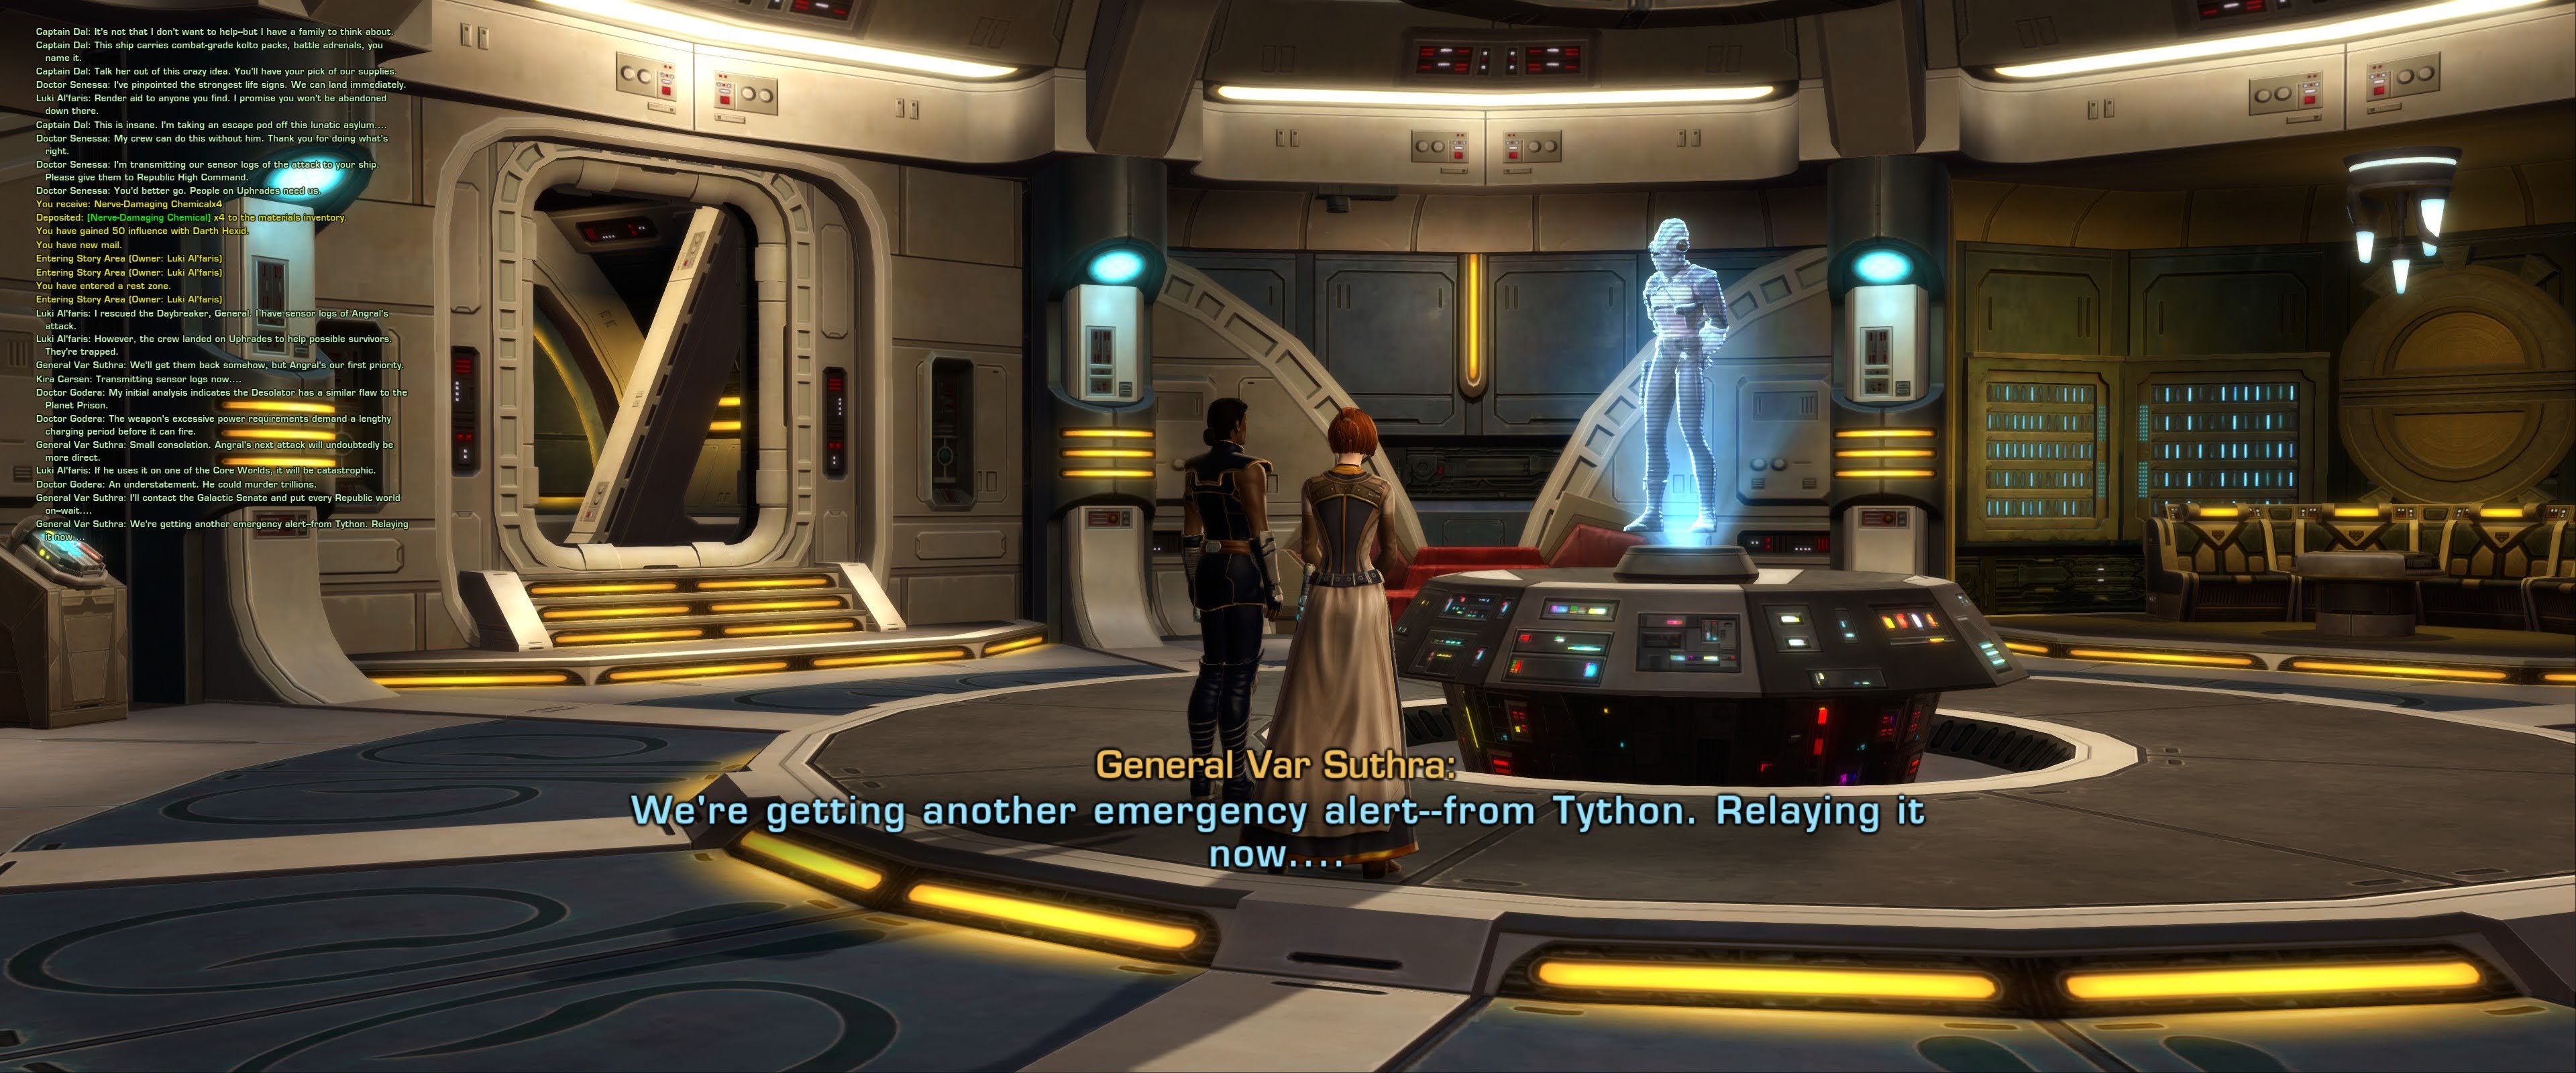 Captain Dal: It's not that I don't want to help--but I have a family to think about.
Captain Dal: This ship carries combat-grade kolto packs, battle adrenals, you
name it.
Captain Dal: Talk her out of this crazy idea. You'll have your pick of our supplies.
Doctor Senessa: I've pinpointed the strongest life signs. We can land immediately.
Luki Al'faris: Render aid to anyone you find. I promise you won't be abandoned
down there.
Captain Dal: This is insane. I'm taking an escape pod off this lunatic asylum....
Doctor Senessa: My crew can do this without him. Thank you for doing what's
right.
Doctor Senessa: I'm transmitting our sensor logs of the attack to your ship.
Please give them to Republic High Command.
Doctor Senessa: You'd better go. People on Uphrades need us.
You receive: Nerve-Damaging Chemicalx4
Deposited: [Nerve-Damaging Chemical] x4 to the materials inventory.
You have gained 50 influence with Darth Hexid.
You have new mail.
Entering Story Area (Owner: Luki Al'faris)
Entering Story Area (Owner: Luki Al'faris)
You have entered a rest zone.
Entering Story Area (Owner: Luki Al'faris)
Luki Al'faris: I rescued the Daybreaker, General. I have sensor logs of Angral's
attack.
Luki Al'faris: However, the crew landed on Uphrades to help possible survivors.
They're trapped.
General Var Suthra: We'll get them back somehow, but Angral's our first priority.
Kira Carsen: Transmitting sensor logs now....
Doctor Godera: My initial analysis indicates the Desolator has a similar flaw to the
Planet Prison.
Doctor Godera: The weapon's excessive power requirements demand a lengthy
charging period before it can fire.
General Var Suthra: Small consolation. Angral's next attack will undoubtedly be
more direct.
Luki Al'faris: If he uses it on one of the Core Worlds, it will be catastrophic.
Doctor Godera: An understatement. He could murder trillions.
General Var Suthra: I'll contact the Galactic Senate and put every Republic world
on--wait....
General Var Suthra: We're getting another emergency alert--from Tython. Relaying
it now....
General Var Suthra:
We're getting another emergency alert--from Tython. Relaying it
now....